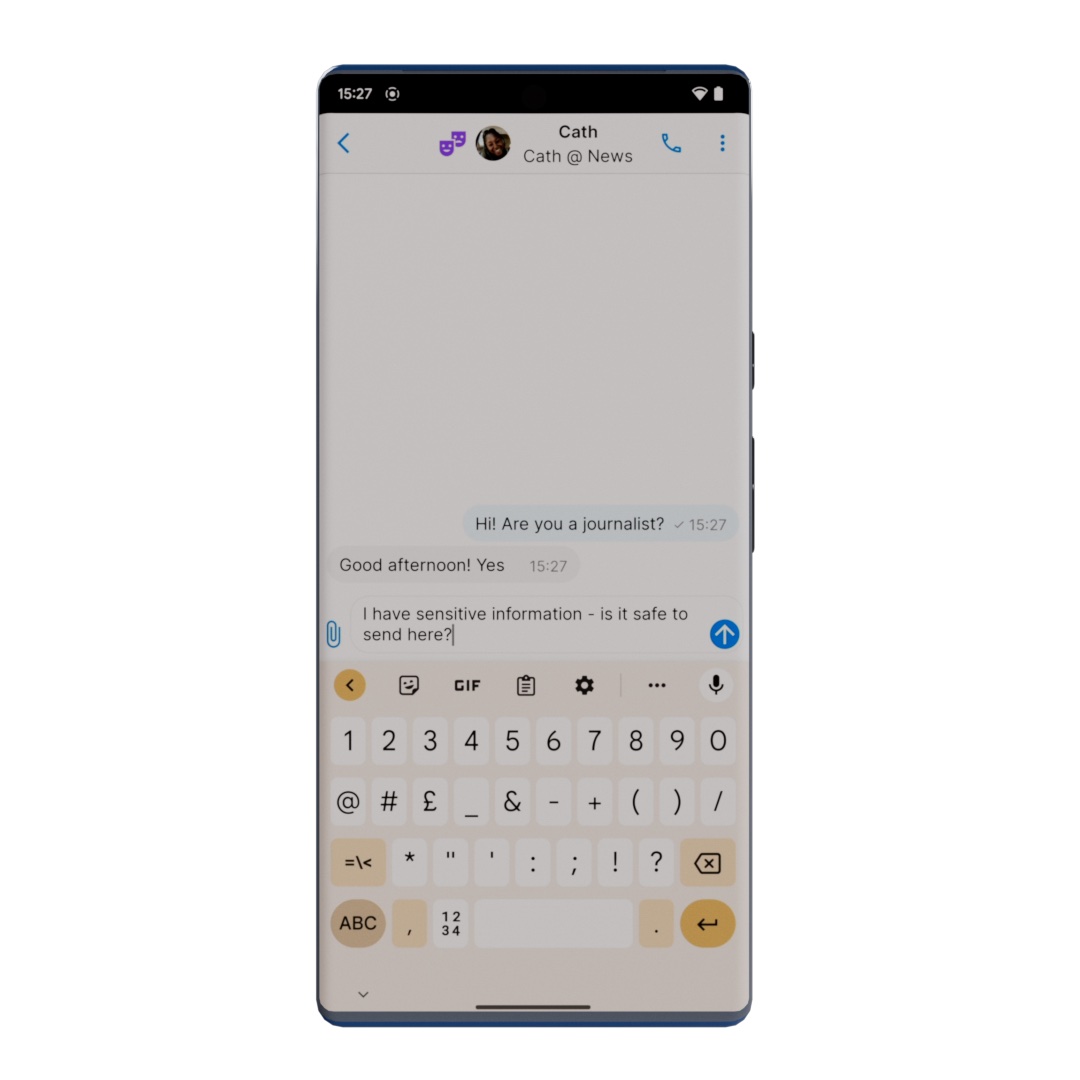 15:27
Cath
Cath @ News
Hi! Are you a journalist? ✓ 15:27
Good afternoon! Yes 15:27
I have sensitive information - is it safe to
send here?
GIF
1 2 3 4 5 6 7 8 9 0
@ # £ _ & - + ( ) /
=\< * " ' : ; ! ?
ABC , 12 .
34